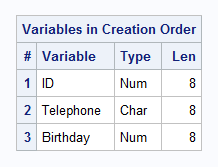 Variables in Creation Order
# Variable Type Len
1 ID Num 8
2 Telephone Char 8
3 Birthday Num 8